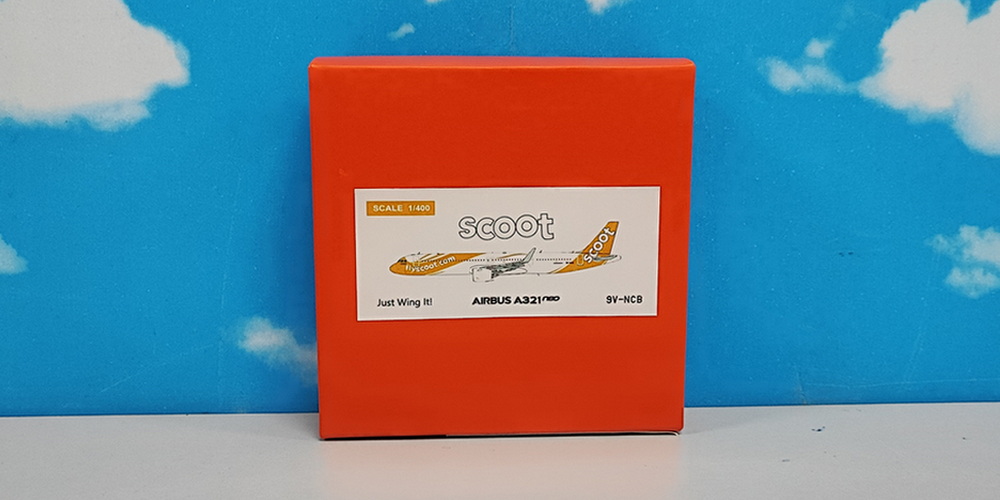 SCALE 1/400
scoot
flyscoot.com
scoot
Just Wing It!
AIRBUS A321neo
9V-NCB